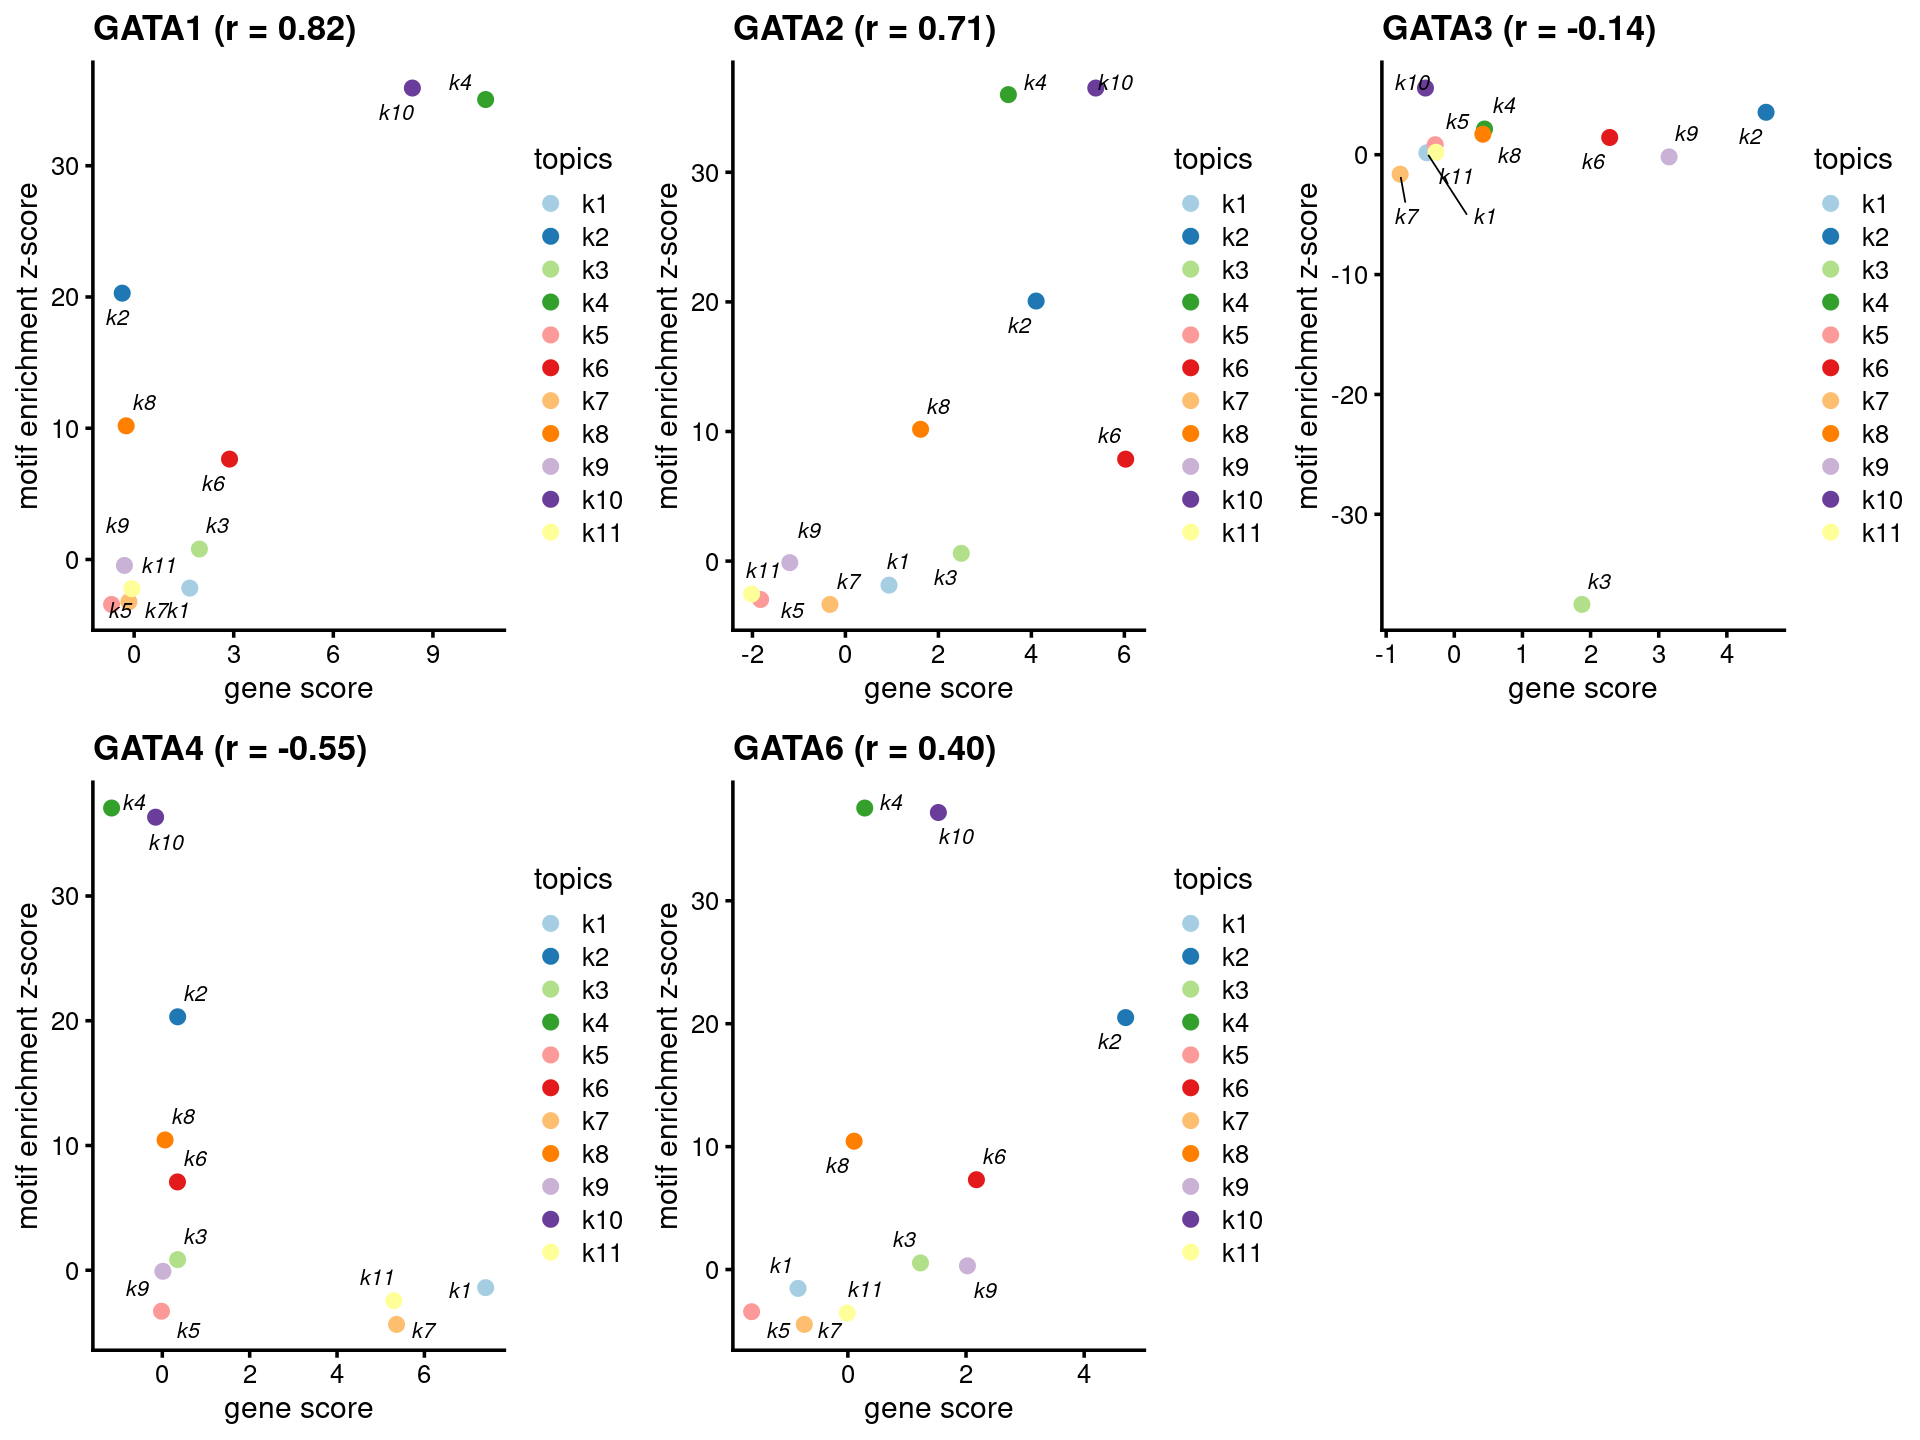 GATA1 (r = 0.82)
motif enrichment z-score
30
20
10
0
k10
k4
k2
k8
k6
k9
k3
k11
k5
k7
k1
0 3 6 9
gene score
topics
k1
k2
k3
k4
k5
k6
k7
k8
k9
k10
k11
GATA2 (r = 0.71)
motif enrichment z-score
30
20
10
0
k4
k10
k2
k8
k6
k9
k11
k7
k1
k3
k5
-2 0 2 4 6
gene score
topics
k1
k2
k3
k4
k5
k6
k7
k8
k9
k10
k11
GATA3 (r = -0.14)
motif enrichment z-score
0
-10
-20
-30
k10
k5
k4
k8
k11
k7
k1
k6
k9
k2
k3
-1 0 1 2 3 4
gene score
topics
k1
k2
k3
k4
k5
k6
k7
k8
k9
k10
k11
GATA4 (r = -0.55)
motif enrichment z-score
30
20
10
0
k4
k10
k2
k8
k6
k3
k9
k5
k11
k1
k7
0 2 4 6
gene score
topics
k1
k2
k3
k4
k5
k6
k7
k8
k9
k10
k11
GATA6 (r = 0.40)
motif enrichment z-score
30
20
10
0
k4
k10
k2
k8
k6
k3
k1
k11
k9
k5
k7
0 2 4
gene score
topics
k1
k2
k3
k4
k5
k6
k7
k8
k9
k10
k11